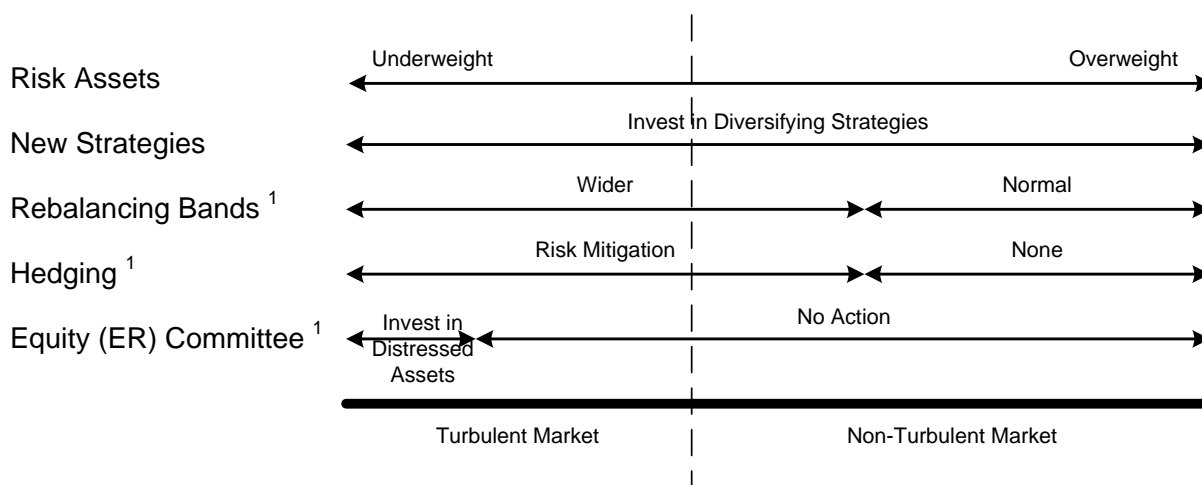 Underweight
Overweight
Risk Assets
Invest in Diversifying Strategies
New Strategies
Wider
Normal
Rebalancing Bands 1
Risk Mitigation
None
Hedging 1
No Action
Equity (ER) Committee 1
Invest in
Distressed
Assets
Turbulent Market
Non-Turbulent Market